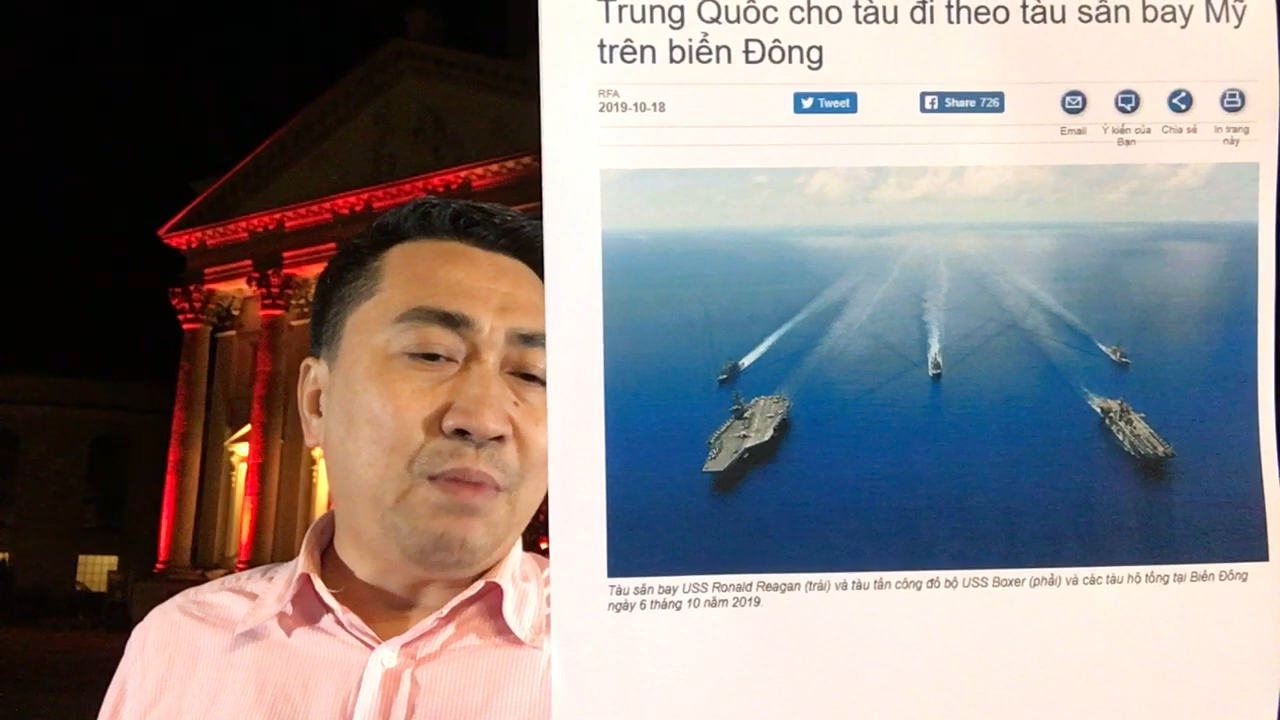 Trung Quốc cho tàu đi theo tàu sân bay Mỹ
trên biển Đông
RFA
2019-10-18
Tweet
Share 726
Email
Ý kiến của
Bạn
Chia sẻ
In trang
này
Tàu sân bay USS Ronald Reagan (trái) và tàu tấn công đổ bộ USS Boxer (phải) và các tàu hộ tống tại Biển Đông
ngày 6 tháng 10 năm 2019.